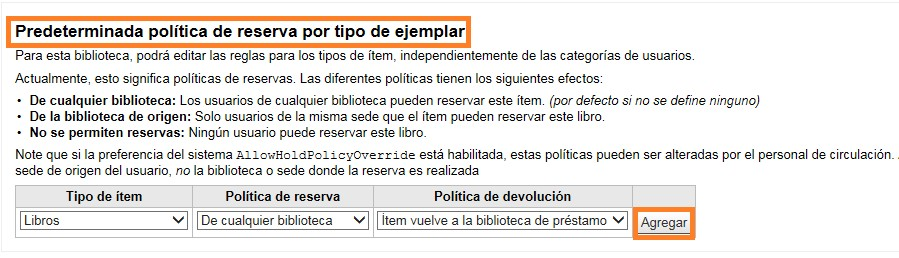 Predeterminada política de reserva por tipo de ejemplar
Para esta biblioteca, podrá editar las reglas para los tipos de ítem, independientemente de las categorías de usuarios.
Actualmente, esto significa políticas de reservas. Las diferentes políticas tienen los siguientes efectos:
• De cualquier biblioteca: Los usuarios de cualquier biblioteca pueden reservar este ítem. (por defecto si no se define ninguno)
• De la biblioteca de origen: Solo usuarios de la misma sede que el ítem pueden reservar este libro.
• No se permiten reservas: Ningún usuario puede reservar este libro.
Note que si la preferencia del sistema AllowHoldPolicyOverride está habilitada, estas políticas pueden ser alteradas por el personal de circulación.
sede de origen del usuario, no la biblioteca o sede donde la reserva es realizada
Tipo de ítem Política de reserva Política de devolución
Libros De cualquier biblioteca Ítem vuelve a la biblioteca de préstamo Agregar